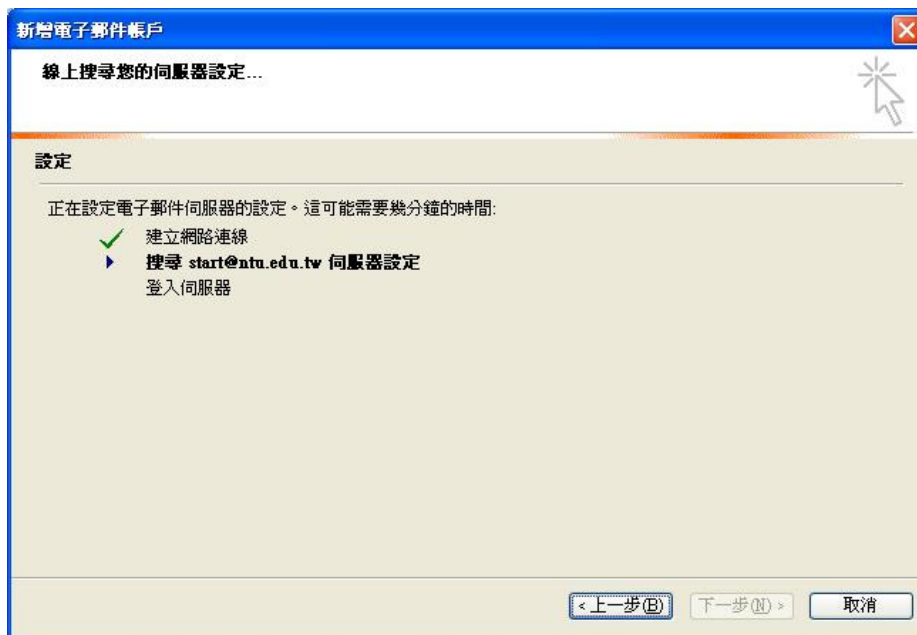 新增電子郵件帳戶
線上搜尋您的伺服器設定...
設定
正在設定電子郵件伺服器的設定。這可能需要幾分鐘的時間:
建立網路連線
搜尋 start@ntu.edu.tw 伺服器設定
登入伺服器
< 上一步(B)
下一步(N) >
取消